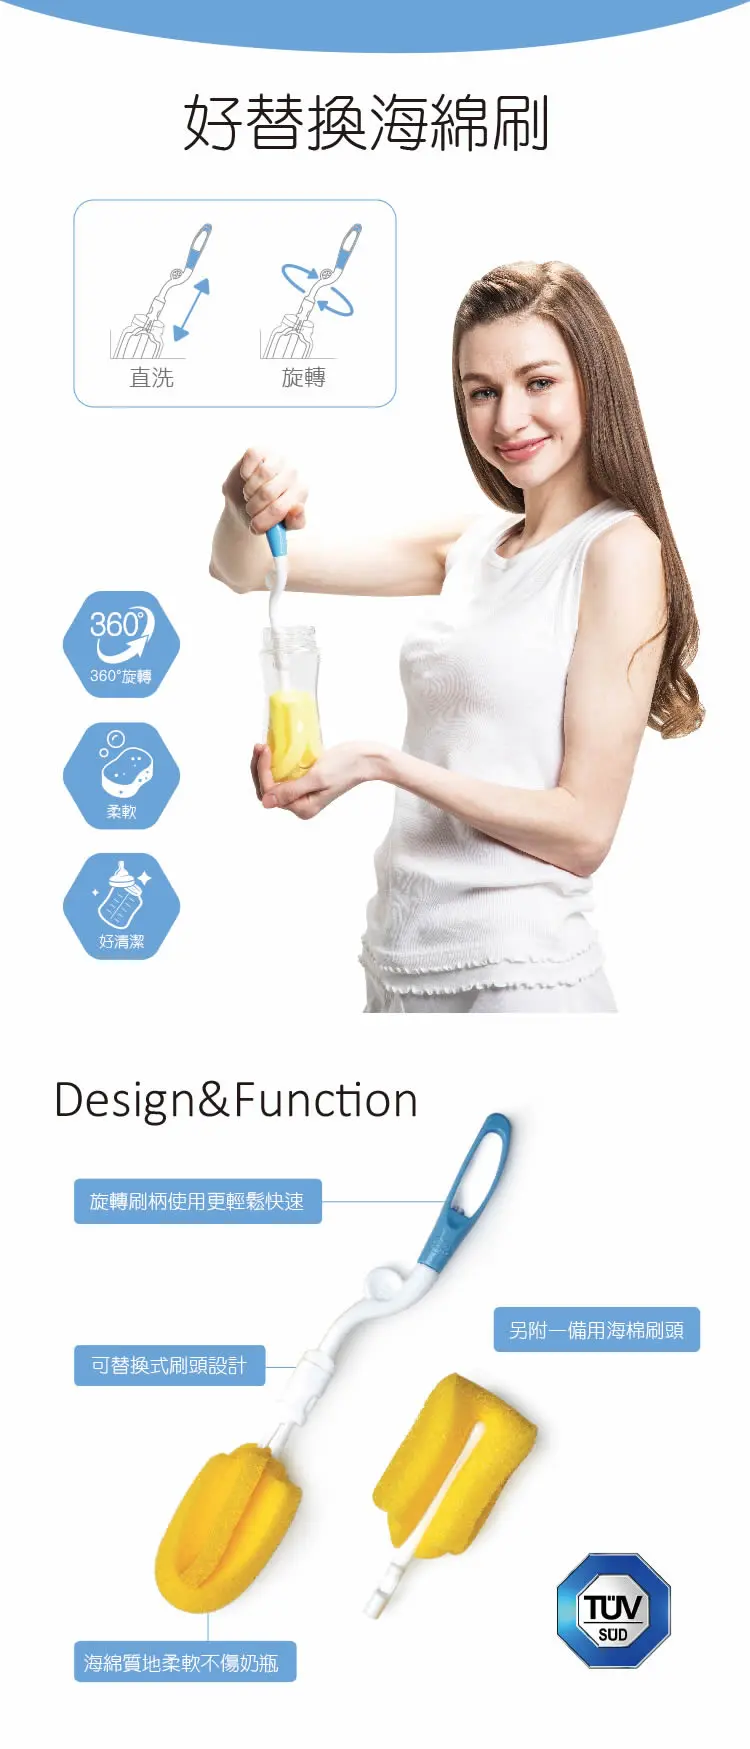 好替換海綿刷
直洗
旋轉
360°
360°旋轉
柔軟
好清潔
Design&Function
旋轉刷柄使用更輕鬆快速
另附一備用海棉刷頭
可替換式刷頭設計
海綿質地柔軟不傷奶瓶
TÜV
SÜD